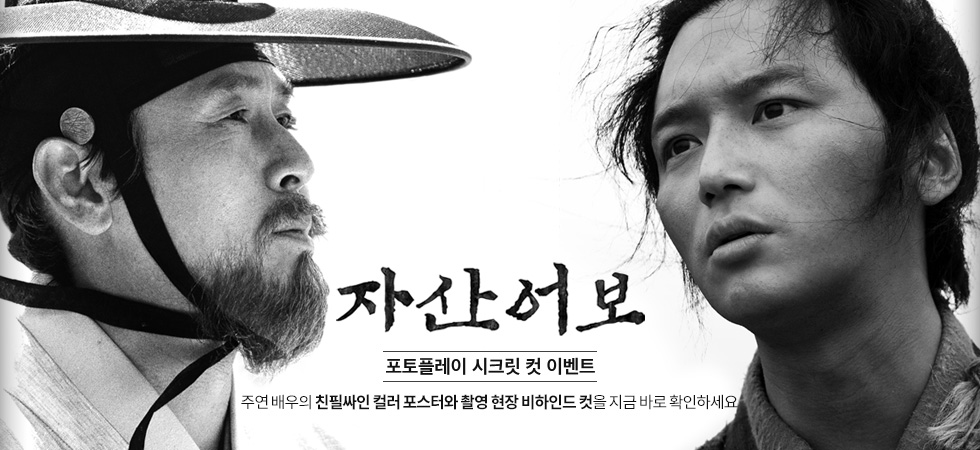 자산어보
포토플레이 시크릿 컷 이벤트
주연 배우의 친필싸인 컬러 포스터와 촬영 현장 비하인드 컷을 지금 바로 확인하세요